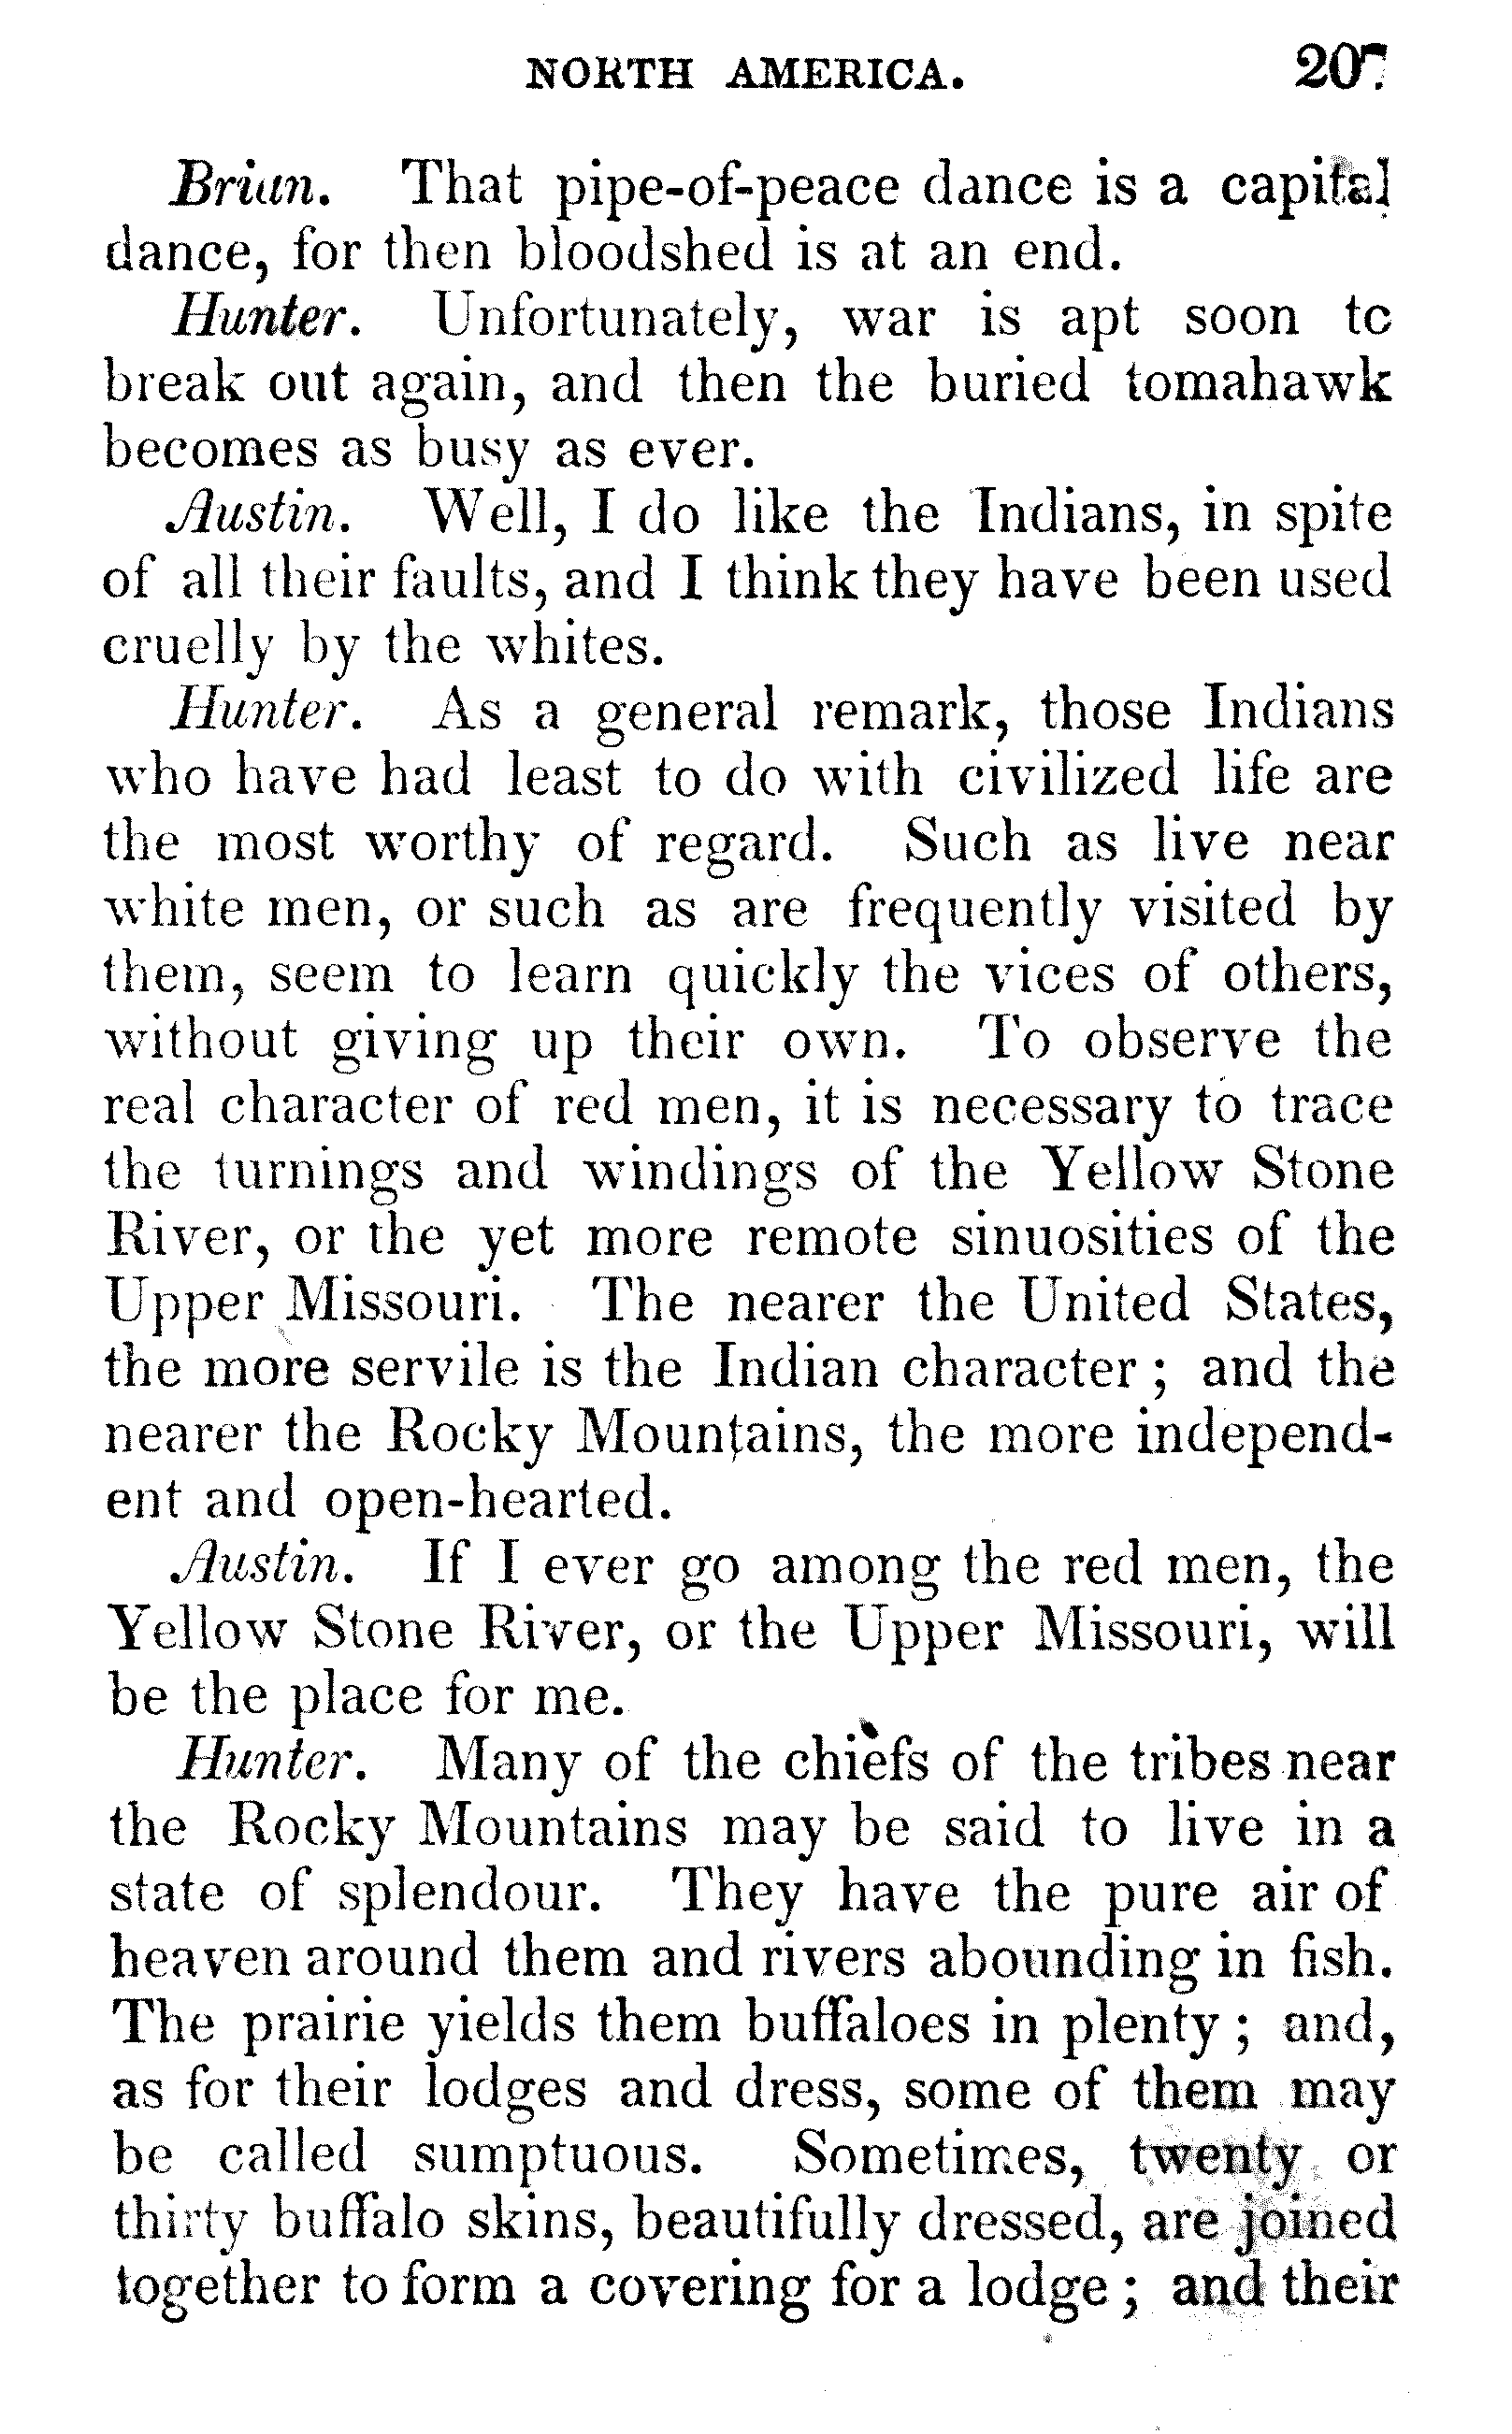 NORTH AMERICA. 207
Brian. That pipe-of-peace dance is a capital
dance, for then bloodshed is at an end.
Hunter. Unfortunately, war is apt soon to
break out again, and then the buried tomahawk
becomes as busy as ever.
Austin. Well, I do like the Indians, in spite
of all their faults, and I think they have been used
cruelly by the whites.
Hunter. As a general remark, those Indians
who have had least to do with civilized life are
the most worthy of regard. Such as live near
white men, or such as are frequently visited by
them, seem to learn quickly the vices of others,
without giving up their own. To observe the
real character of red men, it is necessary to trace
the turnings and windings of the Yellow Stone
River, or the yet more remote sinuosities of the
Upper Missouri. The nearer the United States,
the more servile is the Indian character; and the
nearer the Rocky Mountains, the more independ-
ent and open-hearted.
Austin. If I ever go among the red men, the
Yellow Stone River, or the Upper Missouri, will
be the place for me.
Hunter. Many of the chiefs of the tribes near
the Rocky Mountains may be said to live in a
state of splendour. They have the pure air of
heaven around them and rivers abounding in fish.
The prairie yields them buffaloes in plenty; and,
as for their lodges and dress, some of them may
be called sumptuous. Sometimes, twenty or
thirty buffalo skins, beautifully dressed, are joined
together to form a covering for a lodge; and their